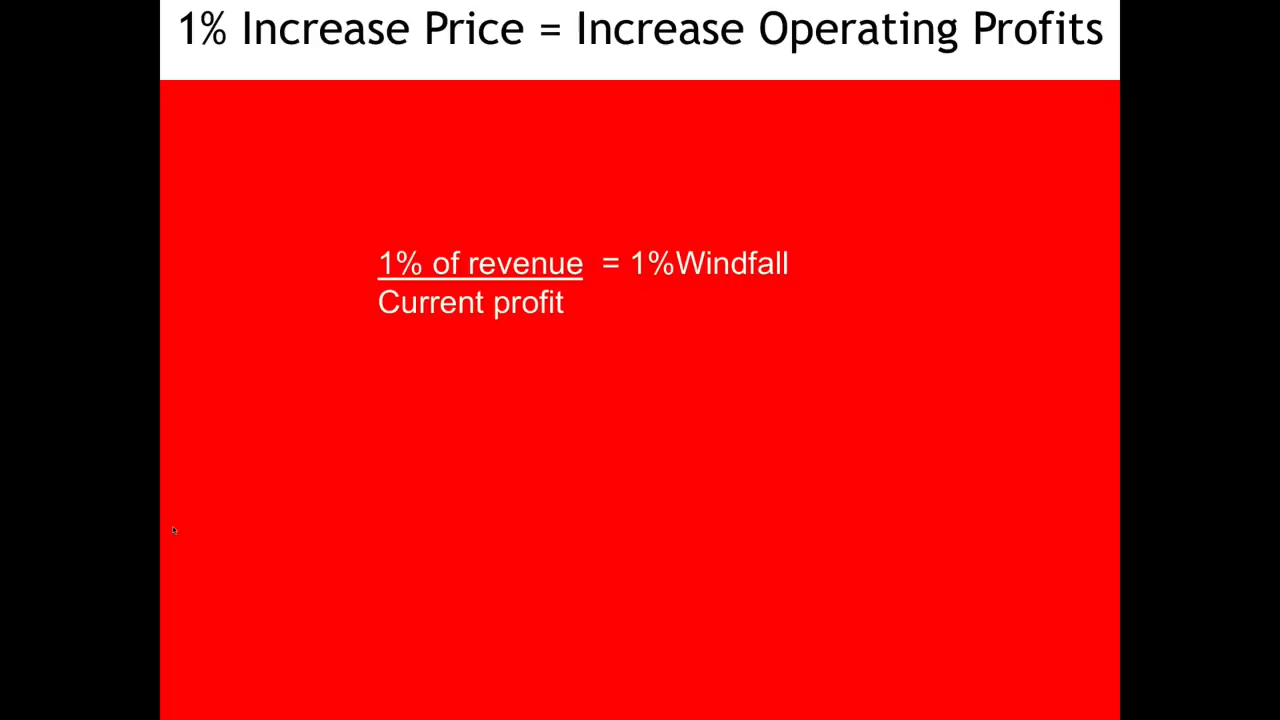 1% Increase Price = Increase Operating Profits
1% of revenue = 1%Windfall
Current profit